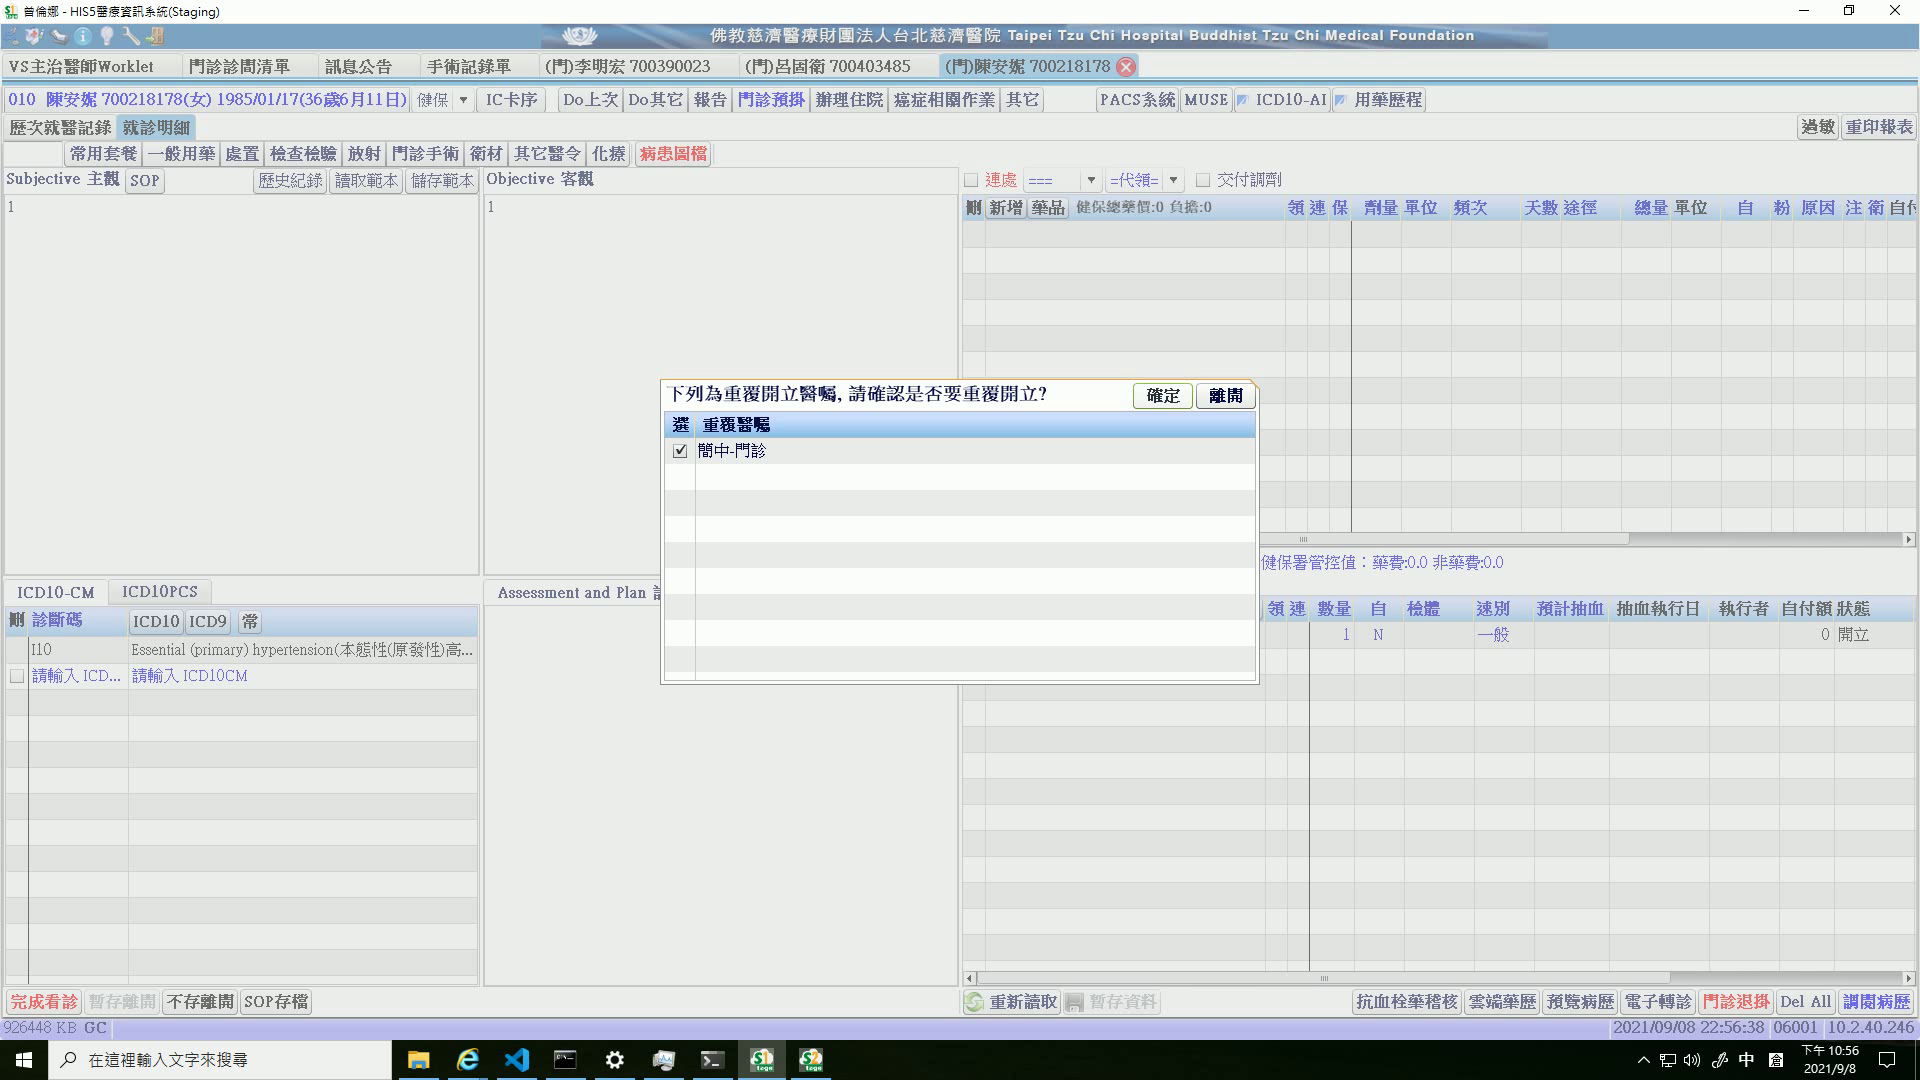 曾倫娜 - HIS5醫療資訊系統(Staging)
佛教慈濟醫療財團法人台北慈濟醫院 Taipei Tzu Chi Hospital Buddhist Tzu Chi Medical Foundation
VS主治醫師Worklet 門診診間清單 訊息公告 手術記錄單 (門)李明宏 700390023 (門)呂固衛 700403485 (門)陳安妮 700218178
010 陳安妮 700218178(女) 1985/01/17(36歲6月11日) 健保 IC卡序 Do上次 Do其它 報告 門診預掛 辦理住院 癌症相關作業 其它 PACS系統 MUSE ICD10-AI 用藥歷程
歷次就醫記錄 就診明細 過敏 重印報表
常用套餐 一般用藥 處置 檢查檢驗 放射 門診手術 衛材 其它醫令 化療 病患圖檔
Subjective 主觀 SOP 歷史紀錄 讀取範本 儲存範本 Objective 客觀 連處 === =代領= 交付調劑
1 1
刪 新增 藥品 健保總藥價:0 負擔:0 領 連 保 劑量 單位 頻次 天數 途徑 總量 單位 自 粉 原因 注 衛 自付
下列為重覆開立醫囑, 請確認是否要重覆開立? 確定 離開
選 重覆醫囑
簡中-門診
健保署管控值：藥費:0.0 非藥費:0.0
ICD10-CM ICD10PCS Assessment and Plan
刪 診斷碼 ICD10 ICD9 常 領 連 數量 自 檢體 速別 預計抽血 抽血執行日 執行者 自付額 狀態
I10 Essential (primary) hypertension(本態性(原發性)高... 1 N 一般 0 開立
請輸入 ICD... 請輸入 ICD10CM
完成看診 暫存離開 不存離開 SOP存檔 重新讀取 暫存資料 抗血栓藥稽核 雲端藥歷 預覽病歷 電子轉診 門診退掛 Del All 調閱病歷
926448 KB GC 2021/09/08 22:56:38 06001 10.2.40.246
在這裡輸入文字來搜尋 中 下午 10:56
2021/9/8